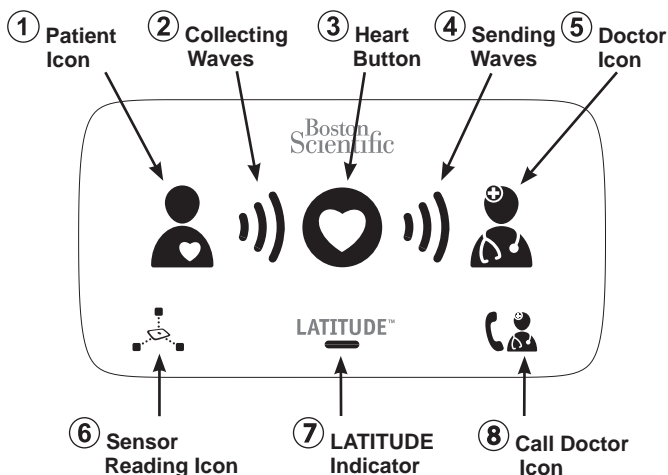 ① Patient
Icon
② Collecting
Waves
③ Heart
Button
④ Sending
Waves
⑤ Doctor
Icon
Boston
Scientific
LATITUDE™
⑥ Sensor
Reading Icon
⑦ LATITUDE
Indicator
⑧ Call Doctor
Icon